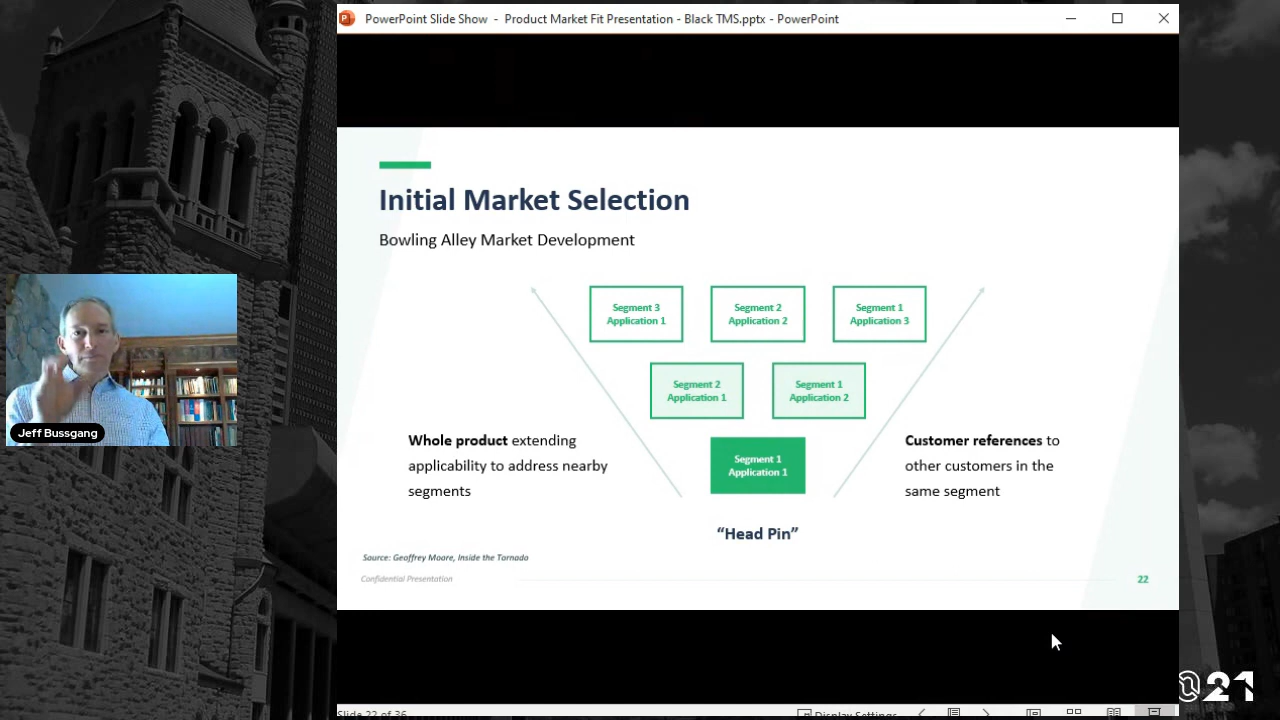 PowerPoint Slide Show - Product Market Fit Presentation - Black TMS.pptx - PowerPoint
Initial Market Selection
Bowling Alley Market Development
Segment 3
Application 1
Segment 2
Application 2
Segment 1
Application 3
Segment 2
Application 1
Segment 1
Application 2
Segment 1
Application 1
Whole product extending
applicability to address nearby
segments
Customer references to
other customers in the
same segment
“Head Pin”
Source: Geoffrey Moore, Inside the Tornado
Confidential Presentation
22
Jeff Bussgang
@21
Slide 22 of 36
Display Settings